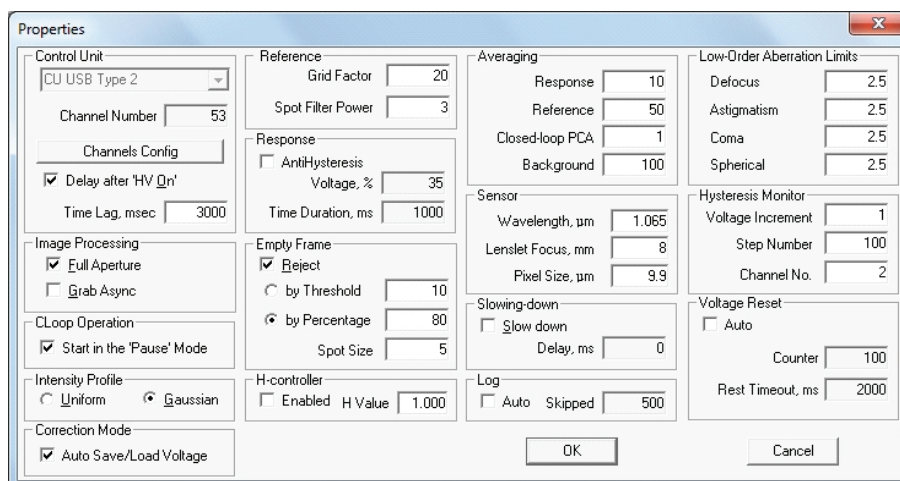 Properties
Control Unit
CU USB Type 2
Channel Number 53
Channels Config
Delay after 'HV On'
Time Lag, msec 3000
Image Processing
Full Aperture
Grab Async
CLoop Operation
Start in the 'Pause' Mode
Intensity Profile
Uniform Gaussian
Correction Mode
Auto Save/Load Voltage
Reference
Grid Factor 20
Spot Filter Power 3
Response
AntiHysteresis
Voltage, % 35
Time Duration, ms 1000
Empty Frame
Reject
by Threshold 10
by Percentage 80
Spot Size 5
H-controller
Enabled H Value 1.000
Averaging
Response 10
Reference 50
Closed-loop PCA 1
Background 100
Sensor
Wavelength, µm 1.065
Lenslet Focus, mm 8
Pixel Size, µm 9.9
Slowing-down
Slow down
Delay, ms 0
Log
Auto Skipped 500
Low-Order Aberration Limits
Defocus 2.5
Astigmatism 2.5
Coma 2.5
Spherical 2.5
Hysteresis Monitor
Voltage Increment 1
Step Number 100
Channel No. 2
Voltage Reset
Auto
Counter 100
Rest Timeout, ms 2000
OK Cancel